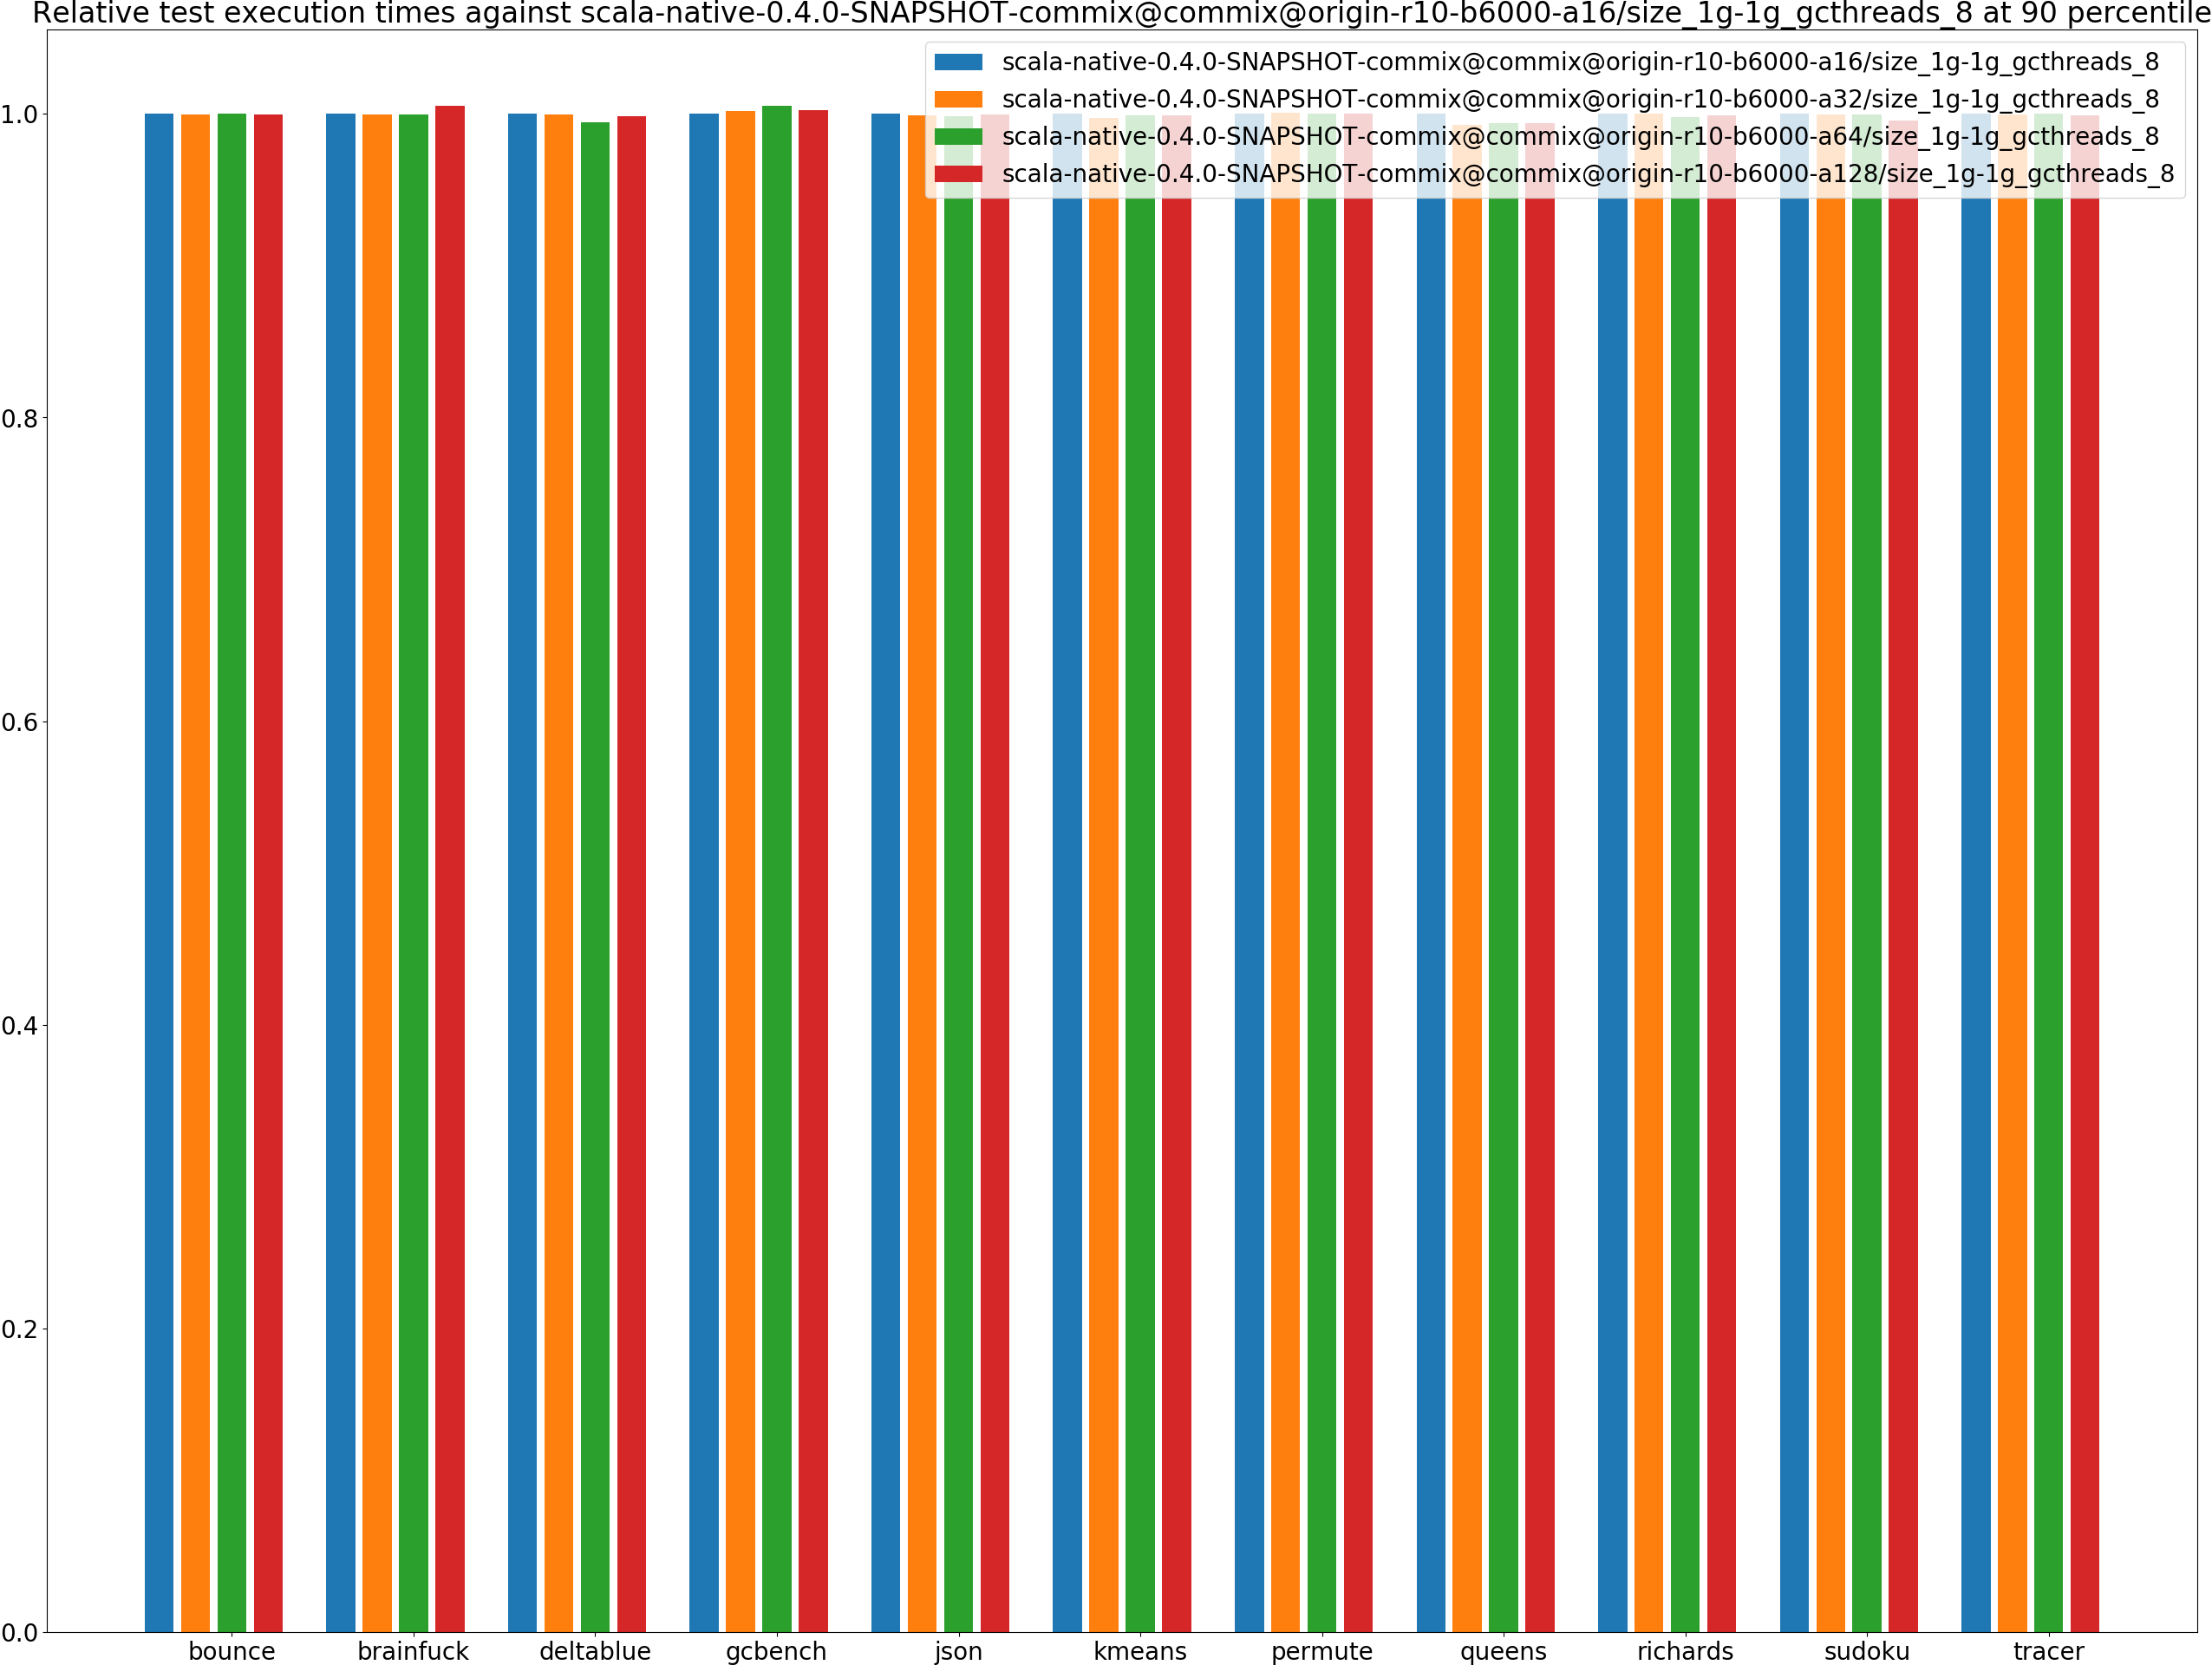 Relative test execution times against scala-native-0.4.0-SNAPSHOT-commix@commix@origin-r10-b6000-a16/size_1g-1g_gcthreads_8 at 90 percentile
scala-native-0.4.0-SNAPSHOT-commix@commix@origin-r10-b6000-a16/size_1g-1g_gcthreads_8
scala-native-0.4.0-SNAPSHOT-commix@commix@origin-r10-b6000-a32/size_1g-1g_gcthreads_8
scala-native-0.4.0-SNAPSHOT-commix@commix@origin-r10-b6000-a64/size_1g-1g_gcthreads_8
scala-native-0.4.0-SNAPSHOT-commix@commix@origin-r10-b6000-a128/size_1g-1g_gcthreads_8
1.0
0.8
0.6
0.4
0.2
0.0
bounce brainfuck deltablue gcbench json kmeans permute queens richards sudoku tracer